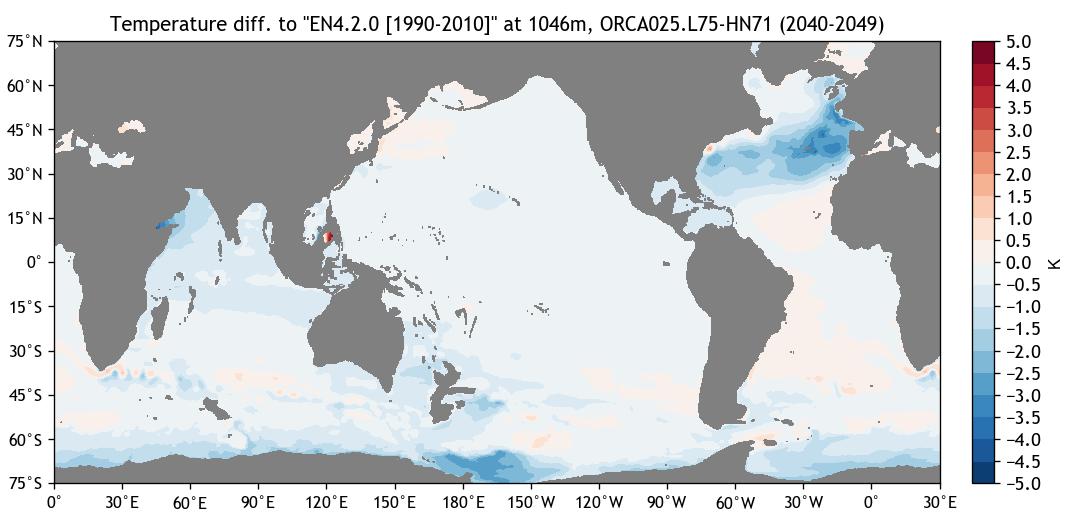 Temperature diff. to "EN4.2.0 [1990-2010]" at 1046m, ORCA025.L75-HN71 (2040-2049)
75°N
60°N
45°N
30°N
15°N
0°
15°S
30°S
45°S
60°S
75°S
0° 30°E 60°E 90°E 120°E 150°E 180°E 150°W 120°W 90°W 60°W 30°W 0° 30°E
5.0
4.5
4.0
3.5
3.0
2.5
2.0
1.5
1.0
0.5
0.0
−0.5
−1.0
−1.5
−2.0
−2.5
−3.0
−3.5
−4.0
−4.5
−5.0
K